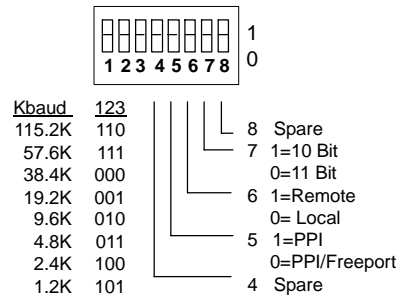 1
1 2 3 4 5 6 7 8 0
Kbaud 123
115.2K 110 8 Spare
57.6K 111 7 1=10 Bit
38.4K 000 0=11 Bit
19.2K 001 6 1=Remote
9.6K 010 0= Local
4.8K 011 5 1=PPI
2.4K 100 0=PPI/Freeport
1.2K 101 4 Spare